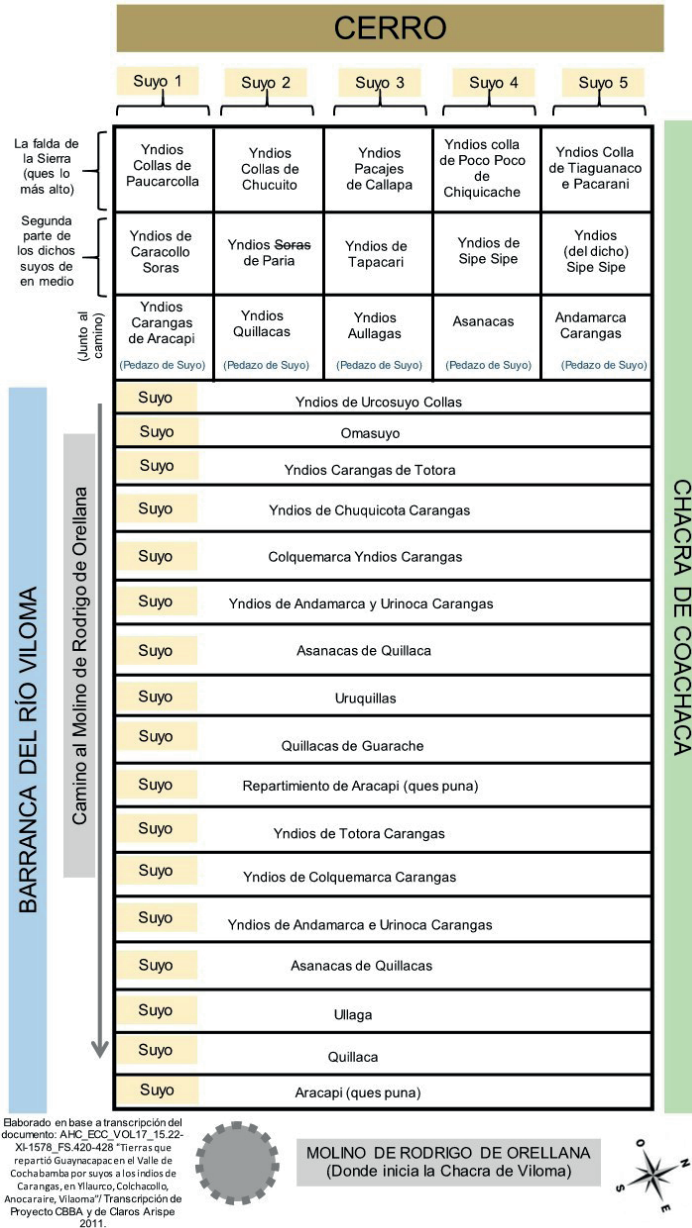 CERRO
Suyo 1
Suyo 2
Suyo 3
Suyo 4
Suyo 5
La falda de
la Sierra
(ques lo
más alto)
Yndios
Collas de
Paucarcolla
Yndios
Collas de
Chucuito
Yndios
Pacajes
de Callapa
Yndios colla
de Poco Poco
de
Chiquicache
Yndios Colla
de Tiaguanaco
e Pacarani
Segunda
parte de
los dichos
suyos de
en medio
Yndios de
Caracollo
Soras
Yndios Soras
de Paria
Yndios de
Tapacari
Yndios de
Sipe Sipe
Yndios
(del dicho)
Sipe Sipe
(Junto al
camino)
Yndios
Carangas
de Aracapi
(Pedazo de Suyo)
Yndios
Quillacas
(Pedazo de Suyo)
Yndios
Aullagas
(Pedazo de Suyo)
Asanacas
(Pedazo de Suyo)
Andamarca
Carangas
(Pedazo de Suyo)
Suyo
Yndios de Urcosuyo Collas
Suyo
Omasuyo
Suyo
Yndios Carangas de Totora
Suyo
Yndios de Chuquicota Carangas
Suyo
Colquemarca Yndios Carangas
Suyo
Yndios de Andamarca y Urinoca Carangas
Suyo
Asanacas de Quillaca
Suyo
Uruquillas
Suyo
Quillacas de Guarache
Suyo
Repartimiento de Aracapi (ques puna)
Suyo
Yndios de Totora Carangas
Suyo
Yndios de Colquemarca Carangas
Suyo
Yndios de Andamarca e Urinoca Carangas
Suyo
Asanacas de Quillacas
Suyo
Ullaga
Suyo
Quillaca
Suyo
Aracapi (ques puna)
BARRANCA DEL RÍO VILOMA
Camino al Molino de Rodrigo de Orellana
CHACRA DE COACHACA
Elaborado en base a transcripción del
documento: AHC_ECC_VOL17_15.22-
XI-1578_FS.420-428 "Tierras que
repartió Guaynacapac en el Valle de
Cochabamba por suyos a los indios de
Carangas, en Yllaurco, Colchacollo,
Anocaraire, Vilaoma"/ Transcripción de
Proyecto CBBA y de Claros Arispe
2011.
MOLINO DE RODRIGO DE ORELLANA
(Donde inicia la Chacra de Viloma)
O
N
S
E